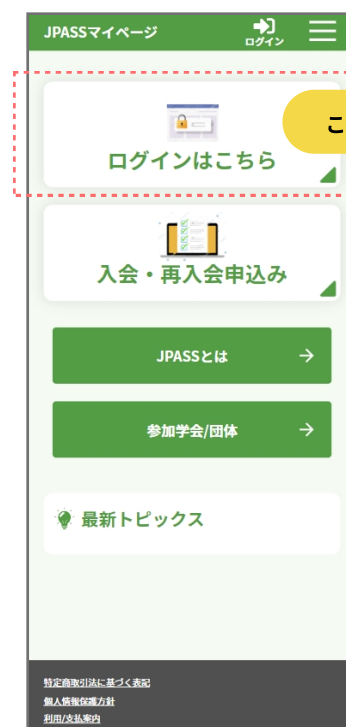 JPASSマイページ
ログイン
こ
ログインはこちら
入会・再入会申込み
JPASSとは
参加学会/団体
最新トピックス
特定商取引法に基づく表記
個人情報保護方針
利用/支払案内